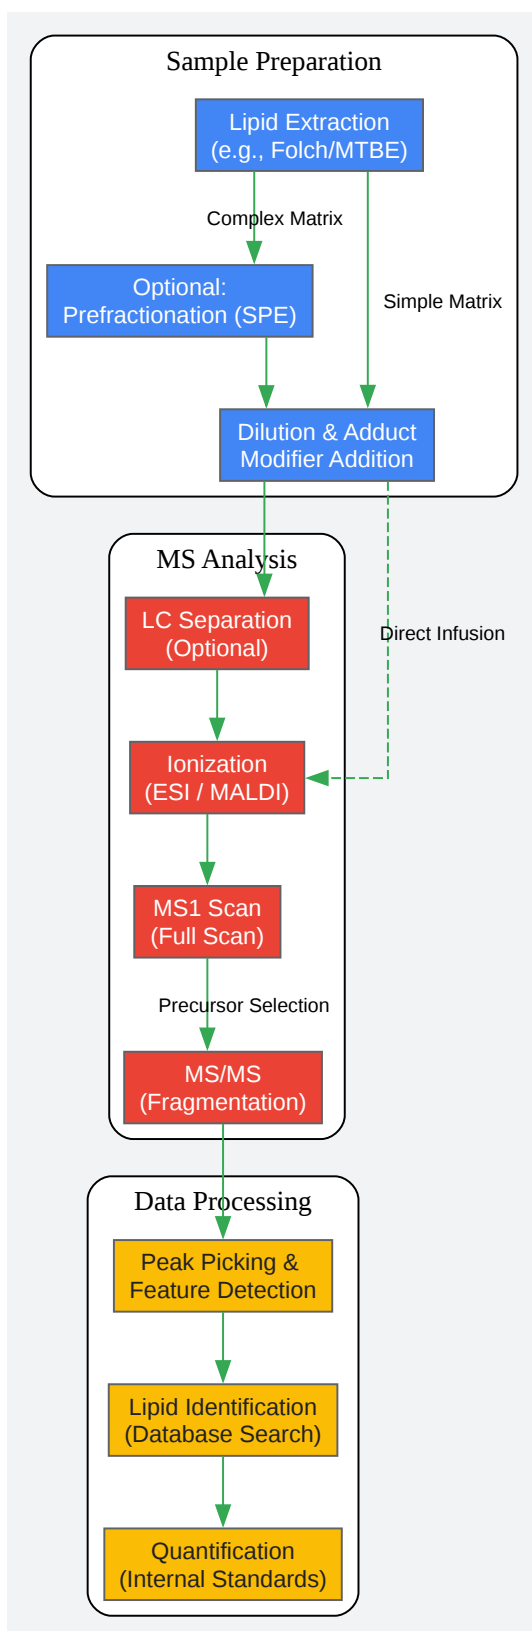 Sample Preparation
Lipid Extraction
(e.g., Folch/MTBE)
Complex Matrix
Optional:
Prefractionation (SPE)
Simple Matrix
Dilution & Adduct
Modifier Addition
MS Analysis
LC Separation
(Optional)
Direct Infusion
Ionization
(ESI / MALDI)
MS1 Scan
(Full Scan)
Precursor Selection
MS/MS
(Fragmentation)
Data Processing
Peak Picking &
Feature Detection
Lipid Identification
(Database Search)
Quantification
(Internal Standards)